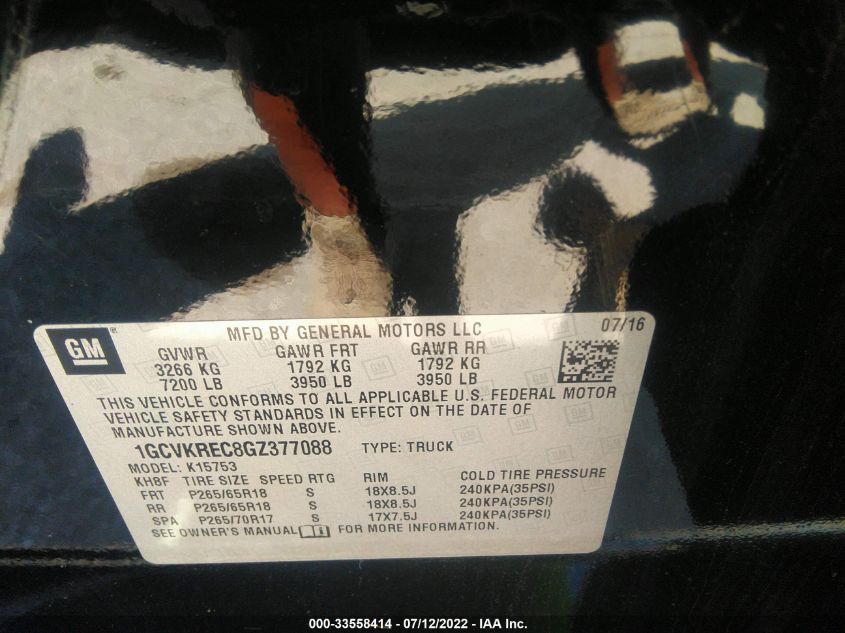 GM
MFD BY GENERAL MOTORS LLC 07/16
GVWR GAWR FRT GAWR RR
3266 KG 1792 KG 1792 KG
7200 LB 3950 LB 3950 LB
THIS VEHICLE CONFORMS TO ALL APPLICABLE U.S. FEDERAL MOTOR
VEHICLE SAFETY STANDARDS IN EFFECT ON THE DATE OF
MANUFACTURE SHOWN ABOVE.
1GCVKREC8GZ377088 TYPE: TRUCK
MODEL: K15753
KH8F TIRE SIZE SPEED RTG RIM COLD TIRE PRESSURE
FRT P265/65R18 S 18X8.5J 240KPA(35PSI)
RR P265/65R18 S 18X8.5J 240KPA(35PSI)
SPA P265/70R17 S 17X7.5J 240KPA(35PSI)
SEE OWNER'S MANUAL FOR MORE INFORMATION.
000-33558414 - 07/12/2022 - IAA Inc.